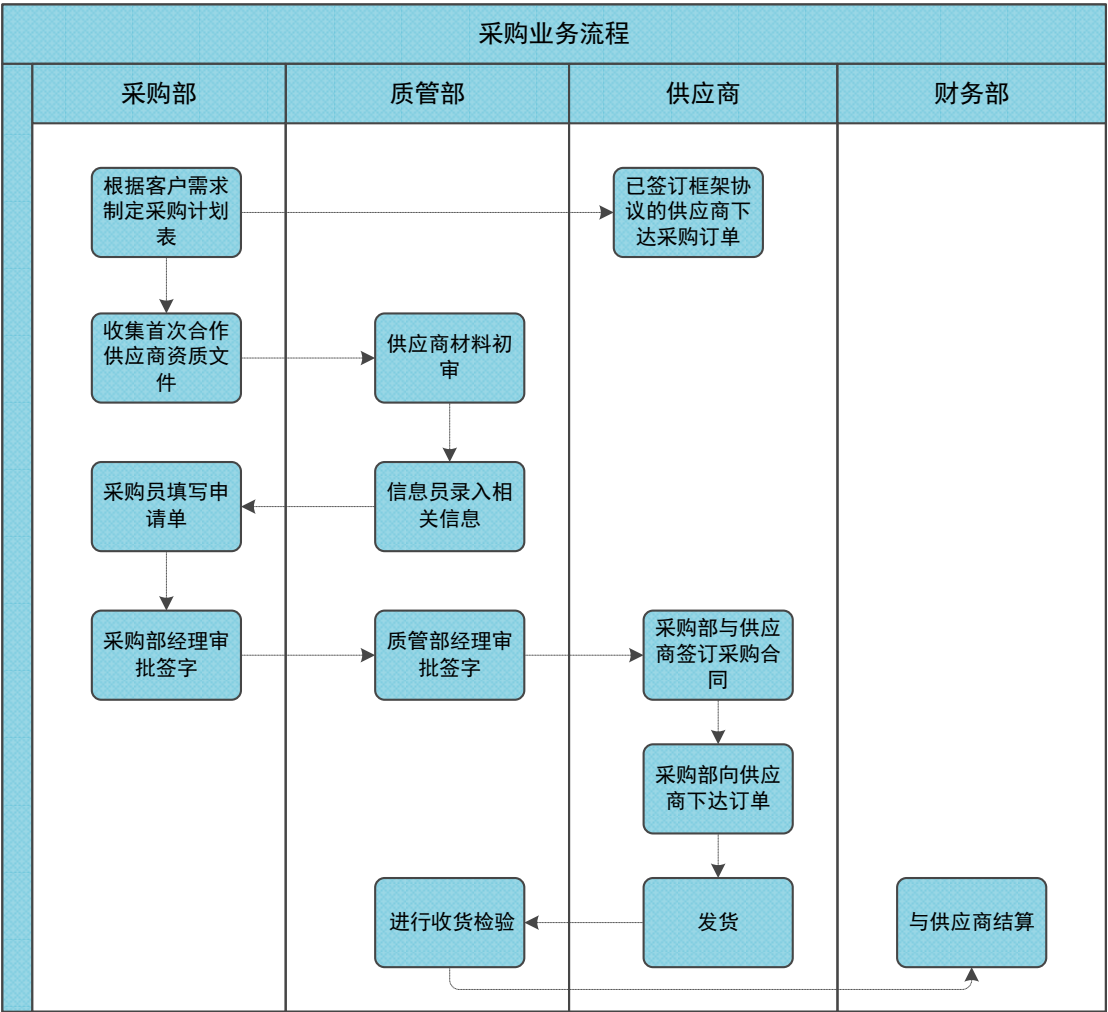 采购业务流程
采购部
质管部
供应商
财务部
根据客户需求
制定采购计划
表
已签订框架协
议的供应商下
达采购订单
收集首次合作
供应商资质文
件
供应商材料初
审
采购员填写申
请单
信息员录入相
关信息
采购部经理审
批签字
质管部经理审
批签字
采购部与供应
商签订采购合
同
采购部向供应
商下达订单
进行收货检验
发货
与供应商结算